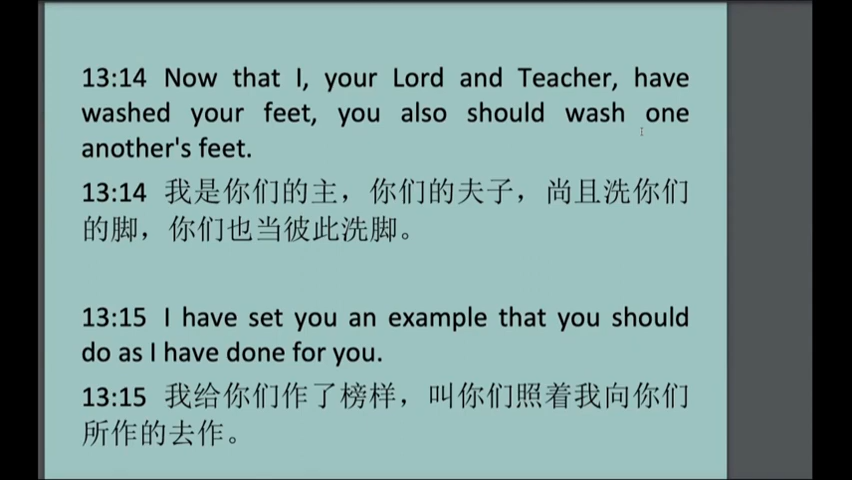 13:14 Now that I, your Lord and Teacher, have
washed your feet, you also should wash one
another's feet.
13:14 我是你们的主，你们的夫子，尚且洗你们
的脚，你们也当彼此洗脚。
13:15 I have set you an example that you should
do as I have done for you.
13:15 我给你们作了榜样，叫你们照着我向你们
所作的去作。